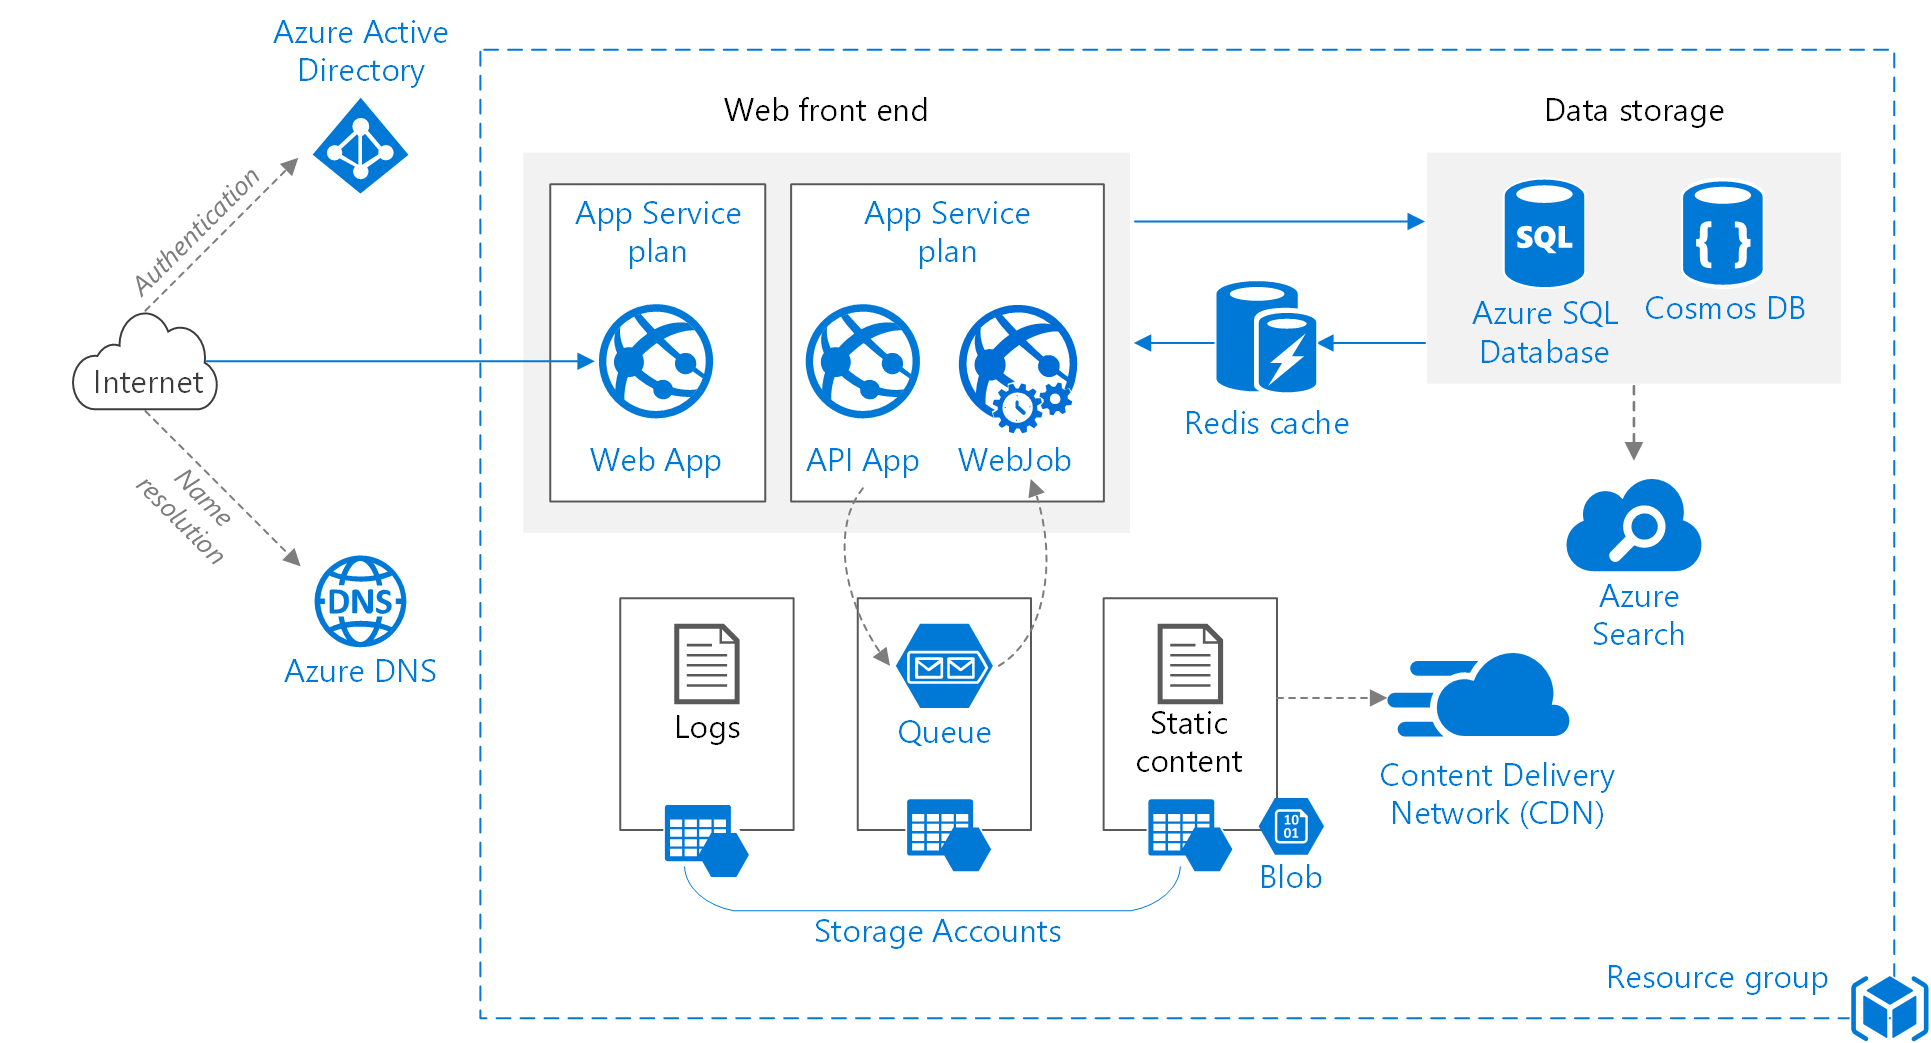 Azure Active
Directory
Authentication
Internet
Name
resolution
DNS
Azure DNS
Web front end
App Service
plan
Web App
App Service
plan
API App
WebJob
Data storage
SQL
Azure SQL
Database
{ }
Cosmos DB
Redis cache
Azure
Search
Logs
Queue
Static
content
10
01
Blob
Storage Accounts
Content Delivery
Network (CDN)
Resource group